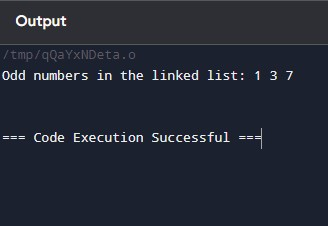 Output
/tmp/qQaYxNDeta.o
Odd numbers in the linked list: 1 3 7
=== Code Execution Successful ===